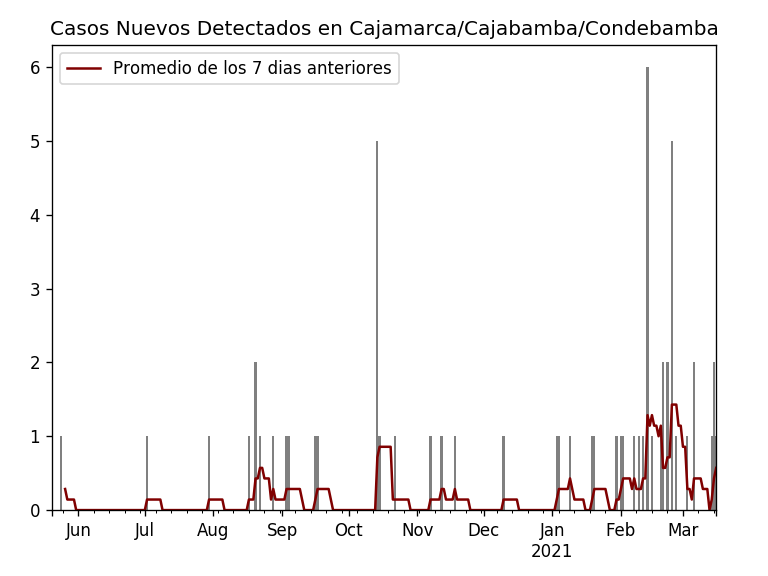 Casos Nuevos Detectados en Cajamarca/Cajabamba/Condebamba
Promedio de los 7 dias anteriores
6
5
4
3
2
1
0
Jun Jul Aug Sep Oct Nov Dec Jan Feb Mar
2021